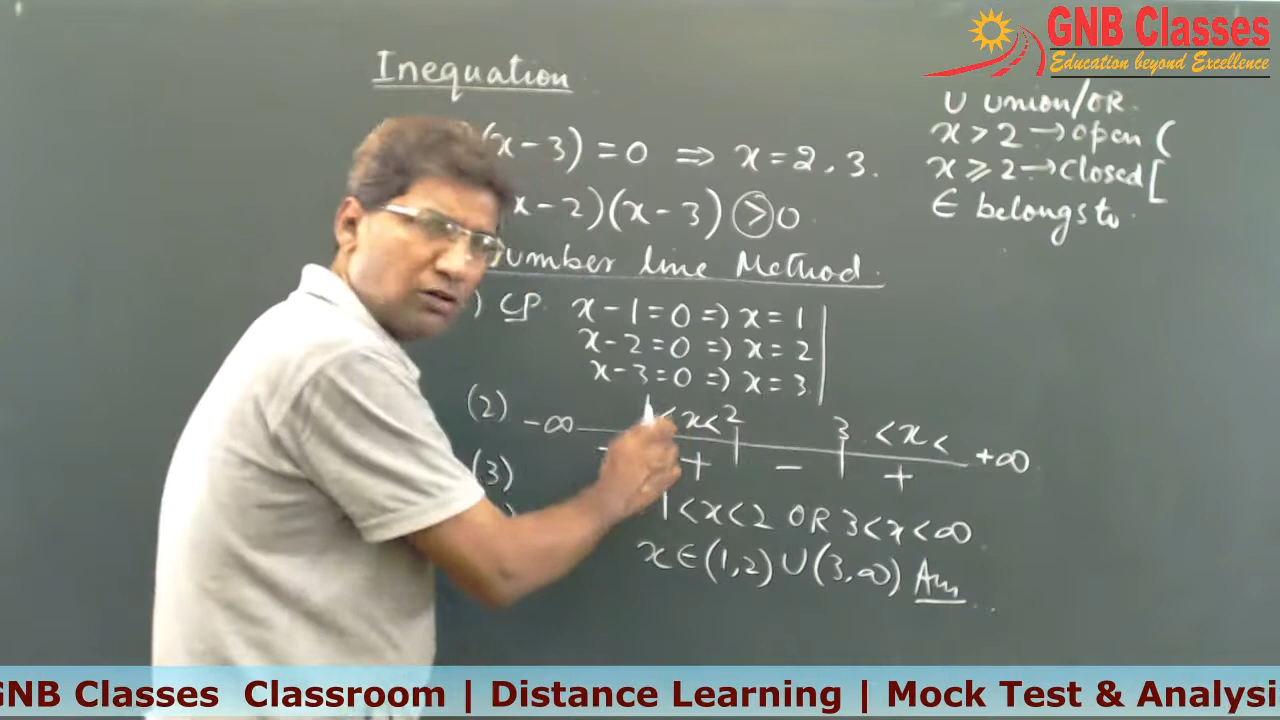 GNB Classes
Education beyond Excellence
Inequation
(x-3) = 0 ⇒ x = 2, 3.
x-2)(x-3) > 0
umber line Method.
) CP. x-1 = 0 ⇒ x = 1
x-2 = 0 ⇒ x = 2
x-3 = 0 ⇒ x = 3
(2) -∞ 1 < x < 2 3 < x < +∞
(3) - + - +
1 < x < 2 OR 3 < x < ∞
x ∈ (1,2) ∪ (3,∞) Ans
∪ union/OR.
x > 2 → open (
x ⩾ 2 → closed [
∈ belongs to.
GNB Classes Classroom | Distance Learning | Mock Test & Analysi